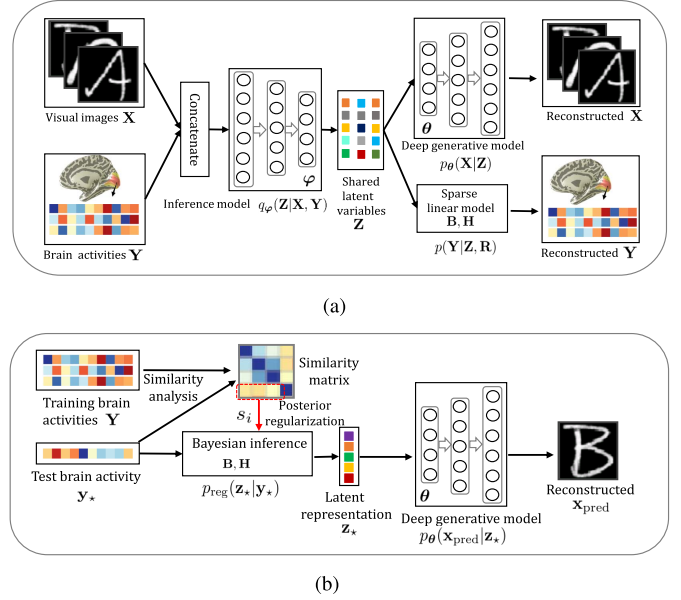 Visual images X
Brain activities Y
Concatenate
Inference model
φ
q_φ(Z|X, Y)
Shared
latent
variables
Z
θ
Deep generative model
p_θ(X|Z)
Sparse
linear model
B, H
p(Y|Z, R)
Reconstructed X
Reconstructed Y
(a)
Training brain
activities Y
Similarity
analysis
Similarity
matrix
s_i
Posterior
regularization
Test brain activity
y⋆
Bayesian inference
B, H
p_reg(z⋆|y⋆)
Latent
representation
z⋆
θ
Deep generative model
p_θ(x_pred|z⋆)
B
Reconstructed
x_pred
(b)